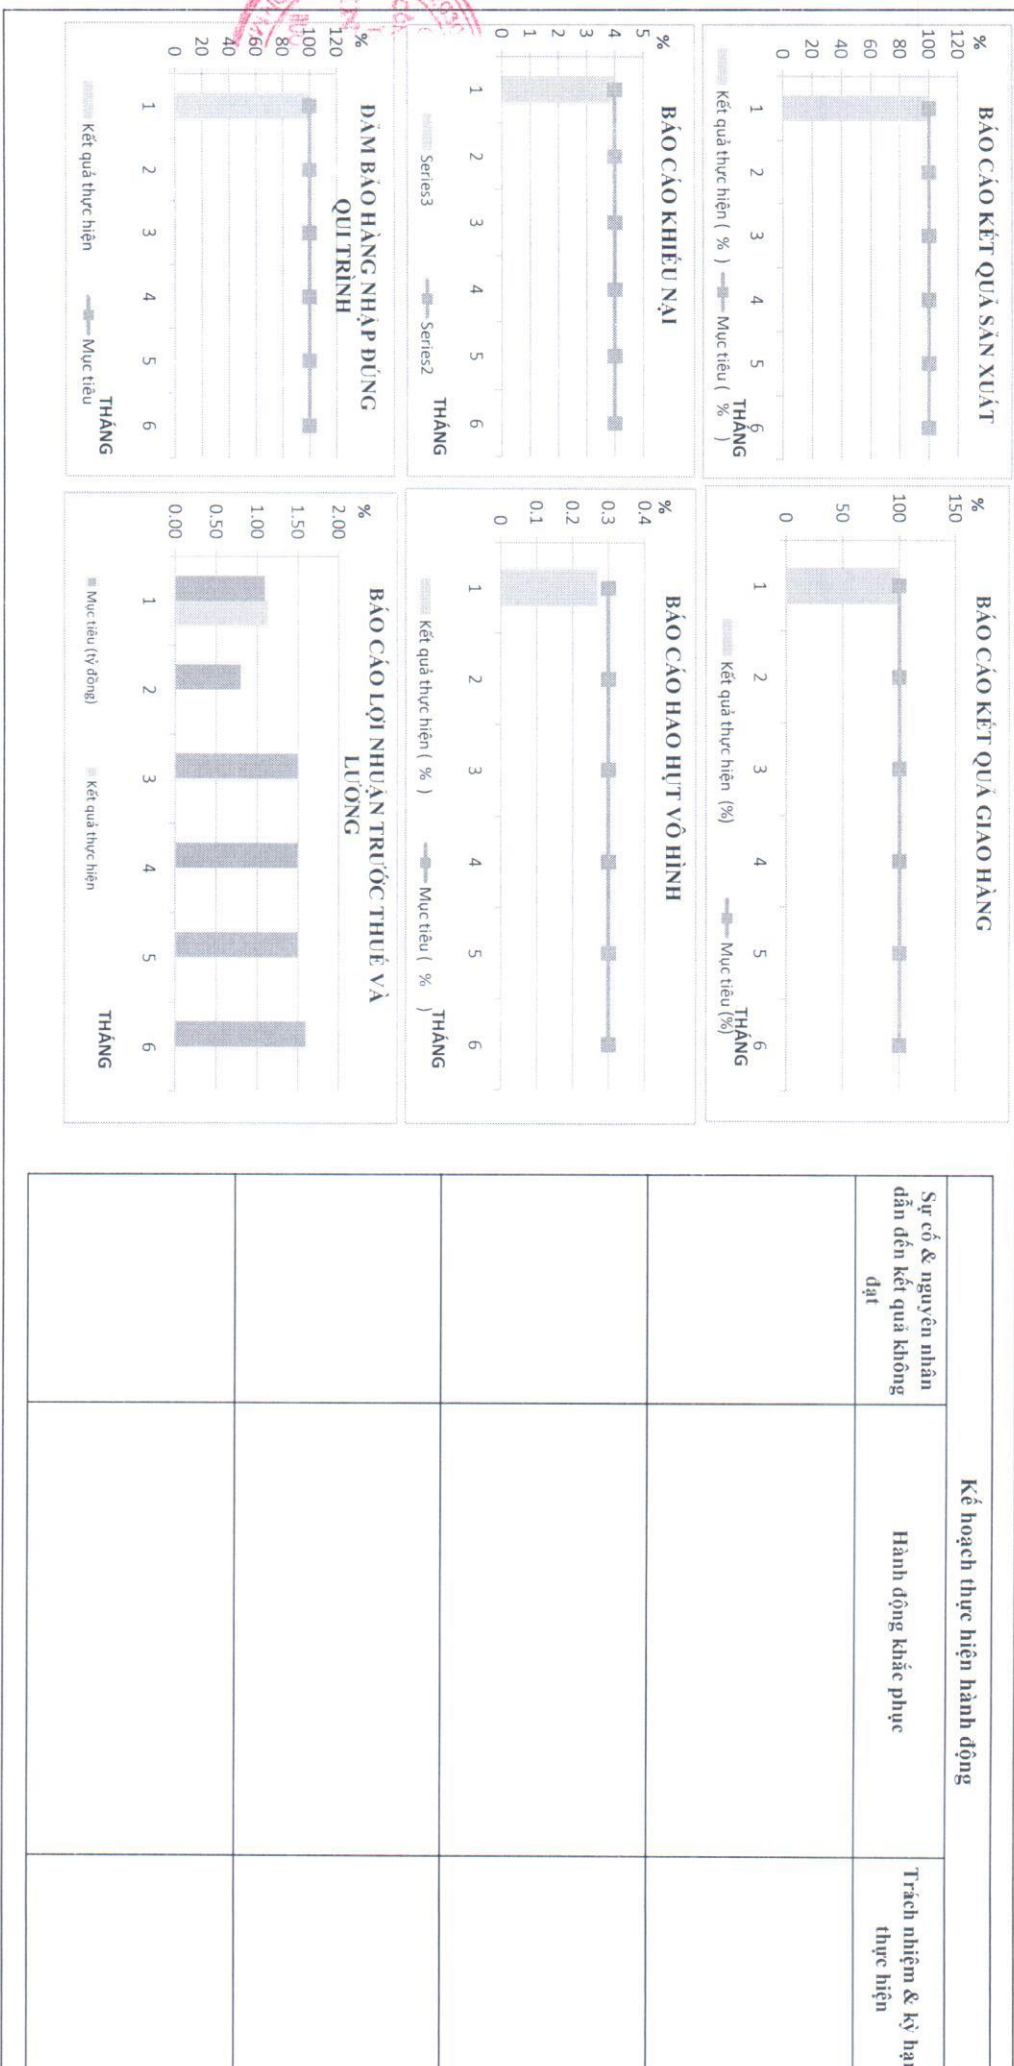 BÁO CÁO KẾT QUẢ SẢN XUẤT
%
120
100
80
60
40
20
0
1 2 3 4 5 6
THÁNG
Kết quả thực hiện ( % ) Mục tiêu ( % )
BÁO CÁO KẾT QUẢ GIAO HÀNG
%
150
100
50
0
1 2 3 4 5 6
THÁNG
Kết quả thực hiện (%) Mục tiêu (%)
BÁO CÁO KHIẾU NẠI
%
5
4
3
2
1
0
1 2 3 4 5 6
THÁNG
Series3 Series2
BÁO CÁO HAO HỤT VÔ HÌNH
%
0.4
0.3
0.2
0.1
0
1 2 3 4 5 6
THÁNG
Kết quả thực hiện ( % ) Mục tiêu ( % )
ĐẢM BẢO HÀNG NHẬP ĐÚNG
QUI TRÌNH
%
120
100
80
60
40
20
0
1 2 3 4 5 6
THÁNG
Kết quả thực hiện Mục tiêu
BÁO CÁO LỢI NHUẬN TRƯỚC THUẾ VÀ
LƯƠNG
%
2.00
1.50
1.00
0.50
0.00
1 2 3 4 5 6
THÁNG
Mục tiêu (tỷ đồng) Kết quả thực hiện
Kế hoạch thực hiện hành động
Sự cố & nguyên nhân
dẫn đến kết quả không
đạt
Hành động khắc phục
Trách nhiệm & kỳ hạn
thực hiện